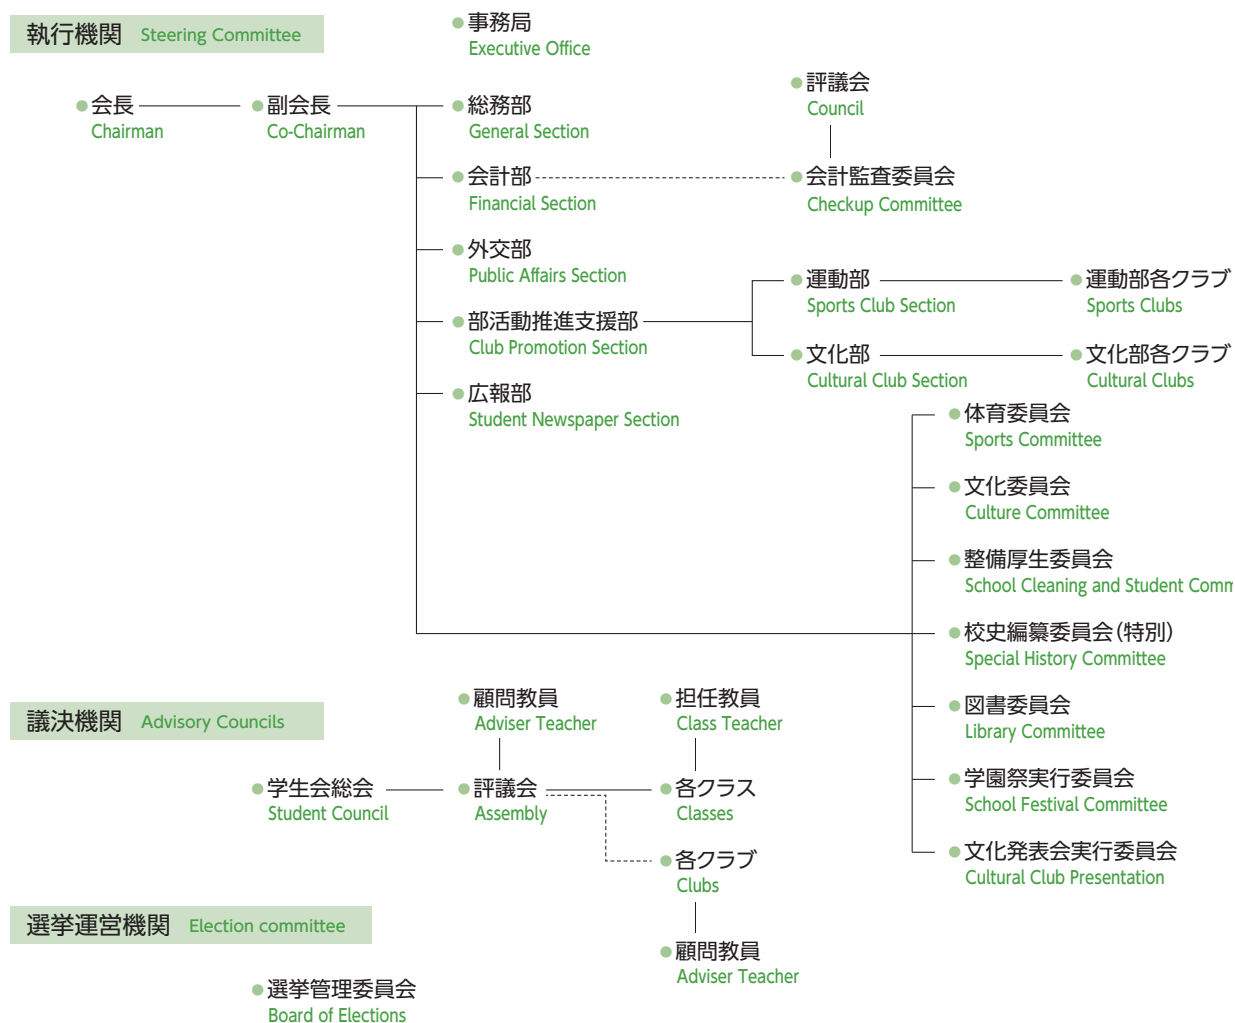 執行機関 Steering Committee
事務局
Executive Office
会長
Chairman
副会長
Co-Chairman
総務部
General Section
評議会
Council
会計部
Financial Section
会計監査委員会
Checkup Committee
外交部
Public Affairs Section
部活動推進支援部
Club Promotion Section
運動部
Sports Club Section
運動部各クラブ
Sports Clubs
文化部
Cultural Club Section
文化部各クラブ
Cultural Clubs
広報部
Student Newspaper Section
体育委員会
Sports Committee
文化委員会
Culture Committee
整備厚生委員会
School Cleaning and Student Comm
校史編纂委員会(特別)
Special History Committee
図書委員会
Library Committee
学園祭実行委員会
School Festival Committee
文化発表会実行委員会
Cultural Club Presentation
議決機関 Advisory Councils
顧問教員
Adviser Teacher
担任教員
Class Teacher
学生会総会
Student Council
評議会
Assembly
各クラス
Classes
各クラブ
Clubs
顧問教員
Adviser Teacher
選挙運営機関 Election committee
選挙管理委員会
Board of Elections